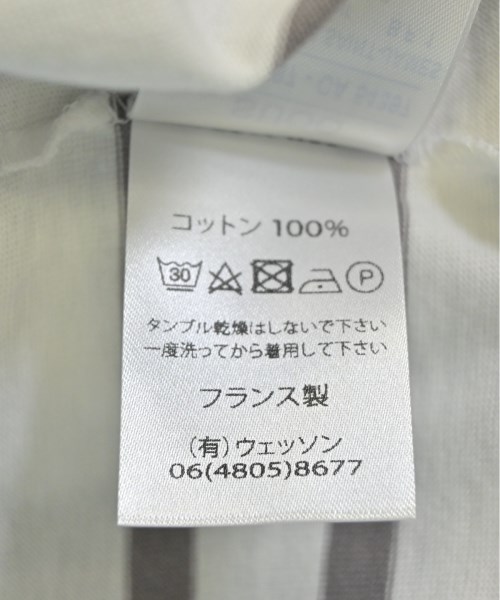 コットン 100%
30 P
タンブル乾燥はしないで下さい
一度洗ってから着用して下さい
フランス製
(有)ウェッソン
06(4805)8677